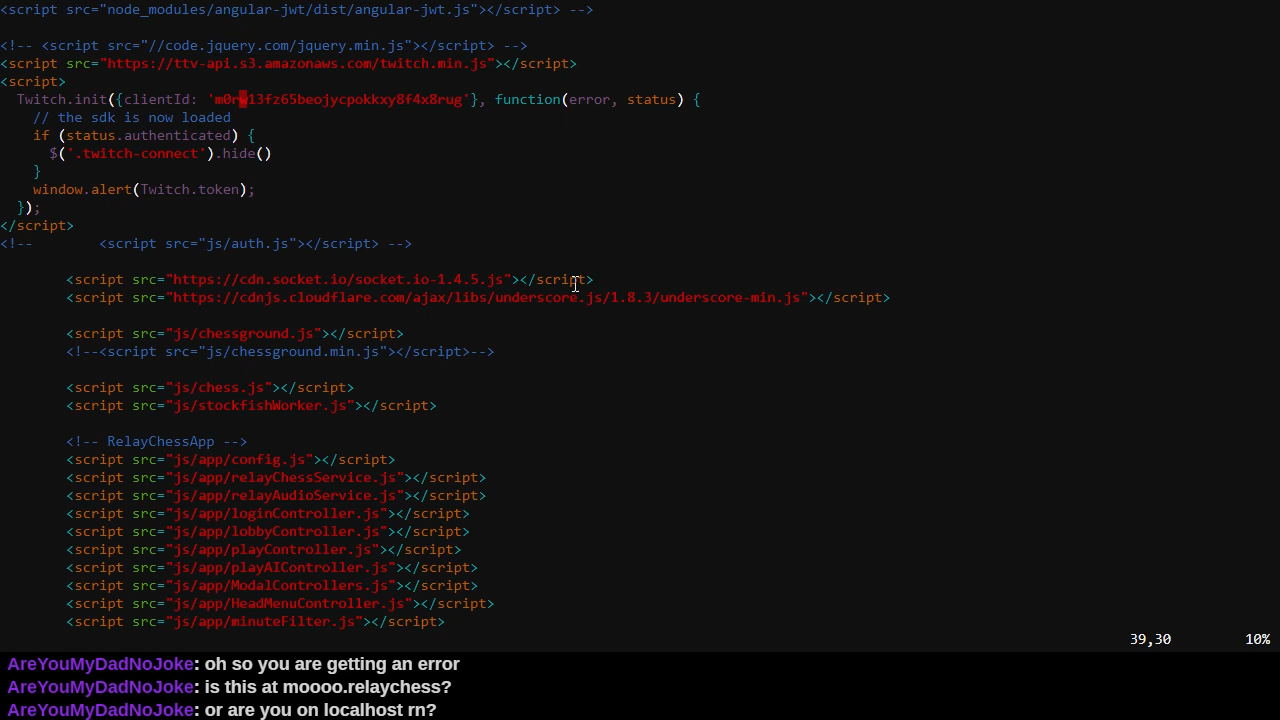 <script src="node_modules/angular-jwt/dist/angular-jwt.js"></script> -->
<!-- <script src="//code.jquery.com/jquery.min.js"></script> -->
<script src="https://ttv-api.s3.amazonaws.com/twitch.min.js"></script>
<script>
Twitch.init({clientId: 'm0rw13fz65beojycpokkxy8f4x8rug'}, function(error, status) {
// the sdk is now loaded
if (status.authenticated) {
$('.twitch-connect').hide()
}
window.alert(Twitch.token);
});
</script>
<!-- <script src="js/auth.js"></script> -->
<script src="https://cdn.socket.io/socket.io-1.4.5.js"></script>
<script src="https://cdnjs.cloudflare.com/ajax/libs/underscore.js/1.8.3/underscore-min.js"></script>
<script src="js/chessground.js"></script>
<!--<script src="js/chessground.min.js"></script>-->
<script src="js/chess.js"></script>
<script src="js/stockfishWorker.js"></script>
<!-- RelayChessApp -->
<script src="js/app/config.js"></script>
<script src="js/app/relayChessService.js"></script>
<script src="js/app/relayAudioService.js"></script>
<script src="js/app/loginController.js"></script>
<script src="js/app/lobbyController.js"></script>
<script src="js/app/playController.js"></script>
<script src="js/app/playAIController.js"></script>
<script src="js/app/ModalControllers.js"></script>
<script src="js/app/HeadMenuController.js"></script>
<script src="js/app/minuteFilter.js"></script>
39,30 10%
AreYouMyDadNoJoke: oh so you are getting an error
AreYouMyDadNoJoke: is this at moooo.relaychess?
AreYouMyDadNoJoke: or are you on localhost rn?